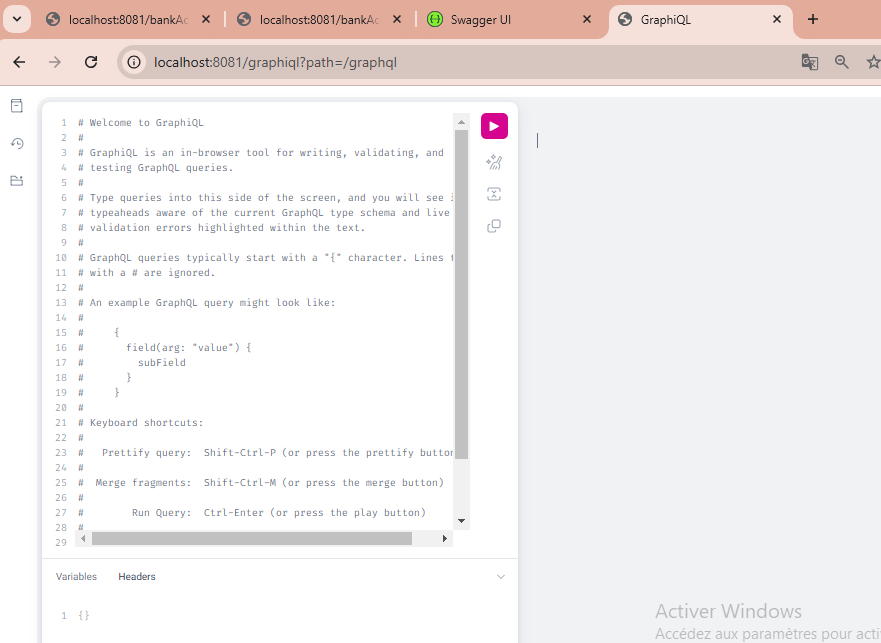 localhost:8081/bankAc
localhost:8081/bankAc
Swagger UI
GraphiQL
localhost:8081/graphiql?path=/graphql
1 # Welcome to GraphiQL
2 #
3 # GraphiQL is an in-browser tool for writing, validating, and
4 # testing GraphQL queries.
5 #
6 # Type queries into this side of the screen, and you will see
7 # typeaheads aware of the current GraphQL type schema and live
8 # validation errors highlighted within the text.
9 #
10 # GraphQL queries typically start with a "{" character. Lines
11 # with a # are ignored.
12 #
13 # An example GraphQL query might look like:
14 #
15 #     {
16 #       field(arg: "value") {
17 #         subField
18 #       }
19 #     }
20 #
21 # Keyboard shortcuts:
22 #
23 #   Prettify query:  Shift-Ctrl-P (or press the prettify button
24 #
25 #  Merge fragments:  Shift-Ctrl-M (or press the merge button)
26 #
27 #        Run Query:  Ctrl-Enter (or press the play button)
28 #
29
Variables Headers
1 {}
Activer Windows
Accédez aux paramètres pour acti